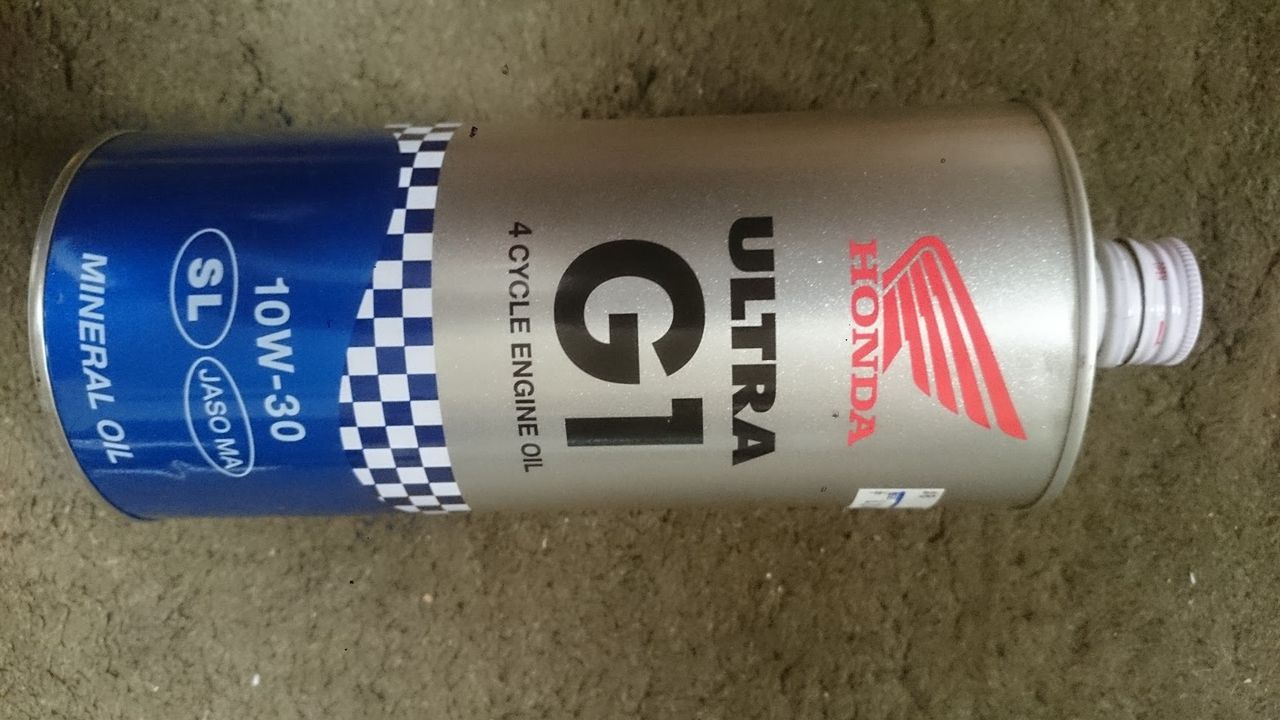 HONDA
ULTRA
G1
4 CYCLE ENGINE OIL
10W-30
SL JASO MA
MINERAL OIL